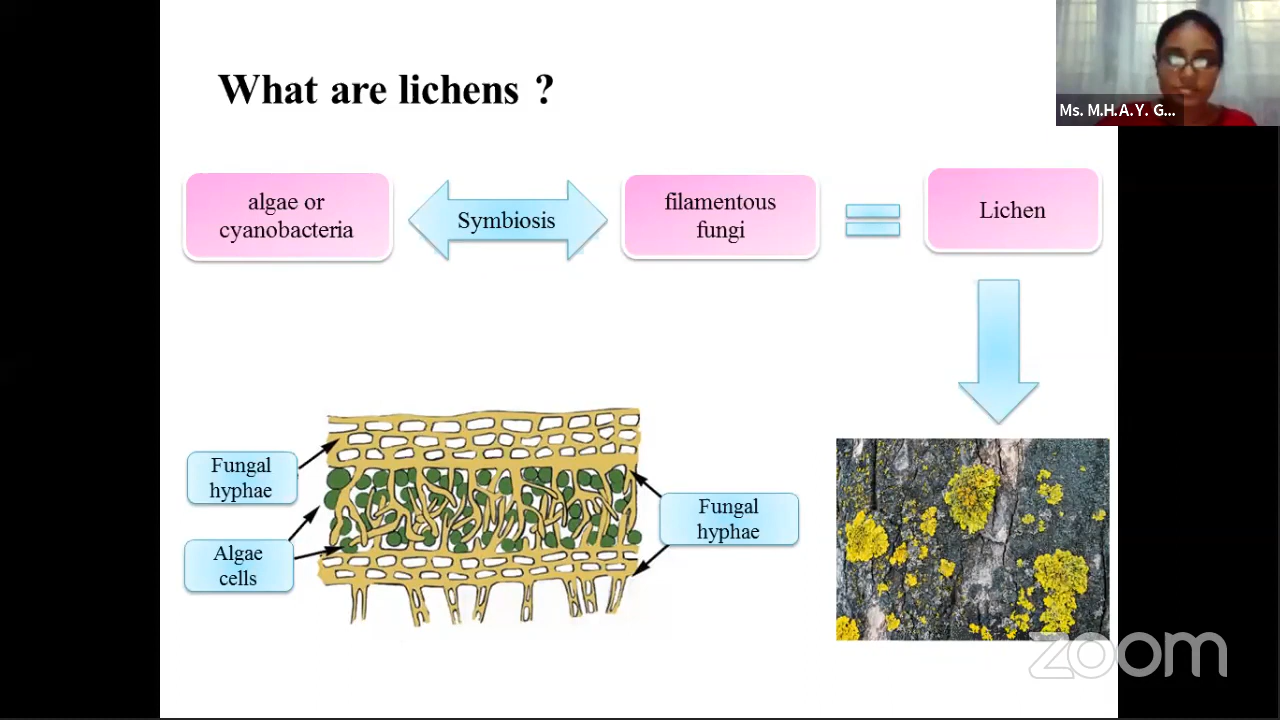 What are lichens ?
Ms. M.H.A.Y. G...
algae or
cyanobacteria
Symbiosis
filamentous
fungi
Lichen
Fungal
hyphae
Algae
cells
Fungal
hyphae
zoom